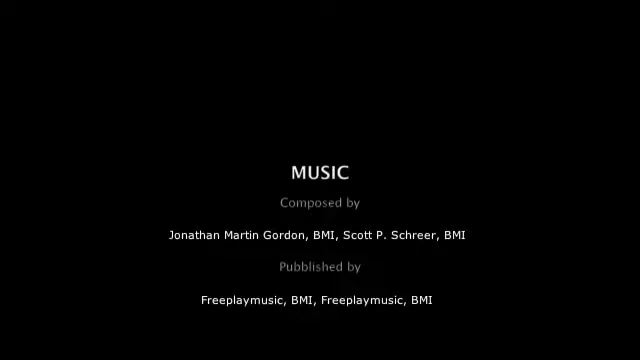 MUSIC
Composed by
Jonathan Martin Gordon, BMI, Scott P. Schreer, BMI
Pubblished by
Freeplaymusic, BMI, Freeplaymusic, BMI